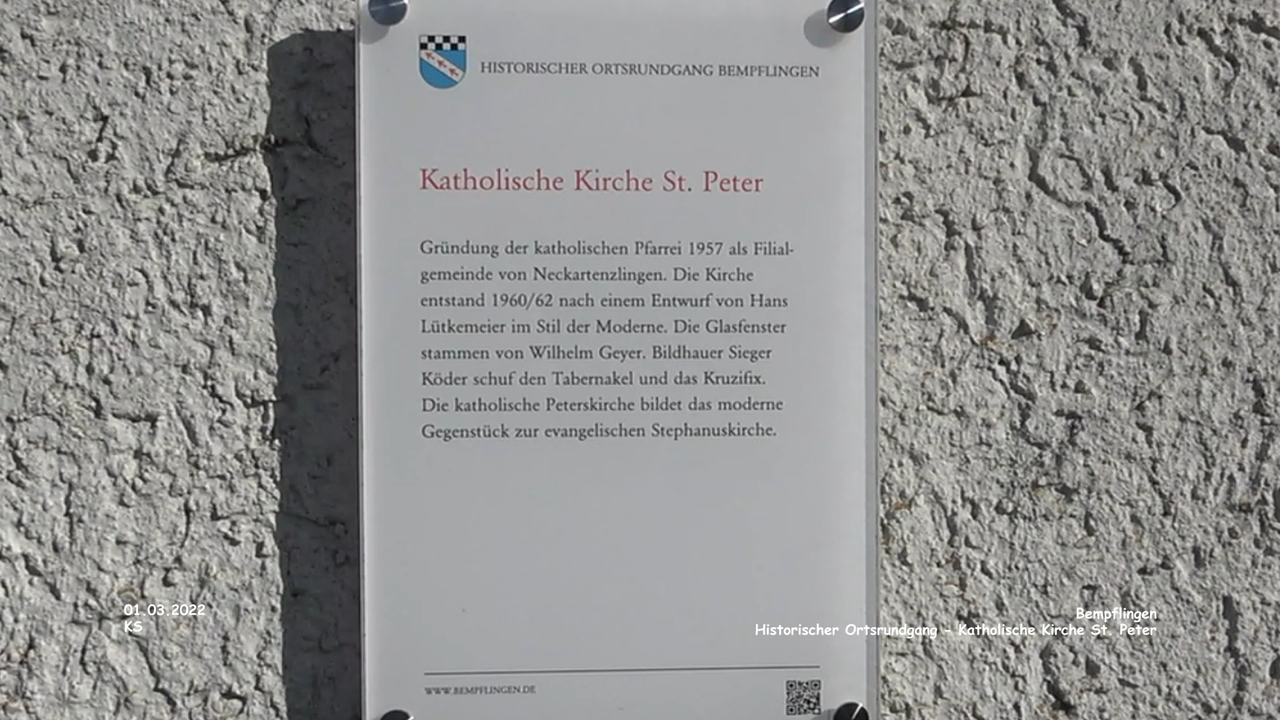 HISTORISCHER ORTSRUNDGANG BEMPFLINGEN
Katholische Kirche St. Peter
Gründung der katholischen Pfarrei 1957 als Filial-
gemeinde von Neckartenzlingen. Die Kirche
entstand 1960/62 nach einem Entwurf von Hans
Lütkemeier im Stil der Moderne. Die Glasfenster
stammen von Wilhelm Geyer. Bildhauer Sieger
Köder schuf den Tabernakel und das Kruzifix.
Die katholische Peterskirche bildet das moderne
Gegenstück zur evangelischen Stephanuskirche.
01.03.2022
KS
Bempflingen
Historischer Ortsrundgang - Katholische Kirche St. Peter
WWW.BEMPFLINGEN.DE